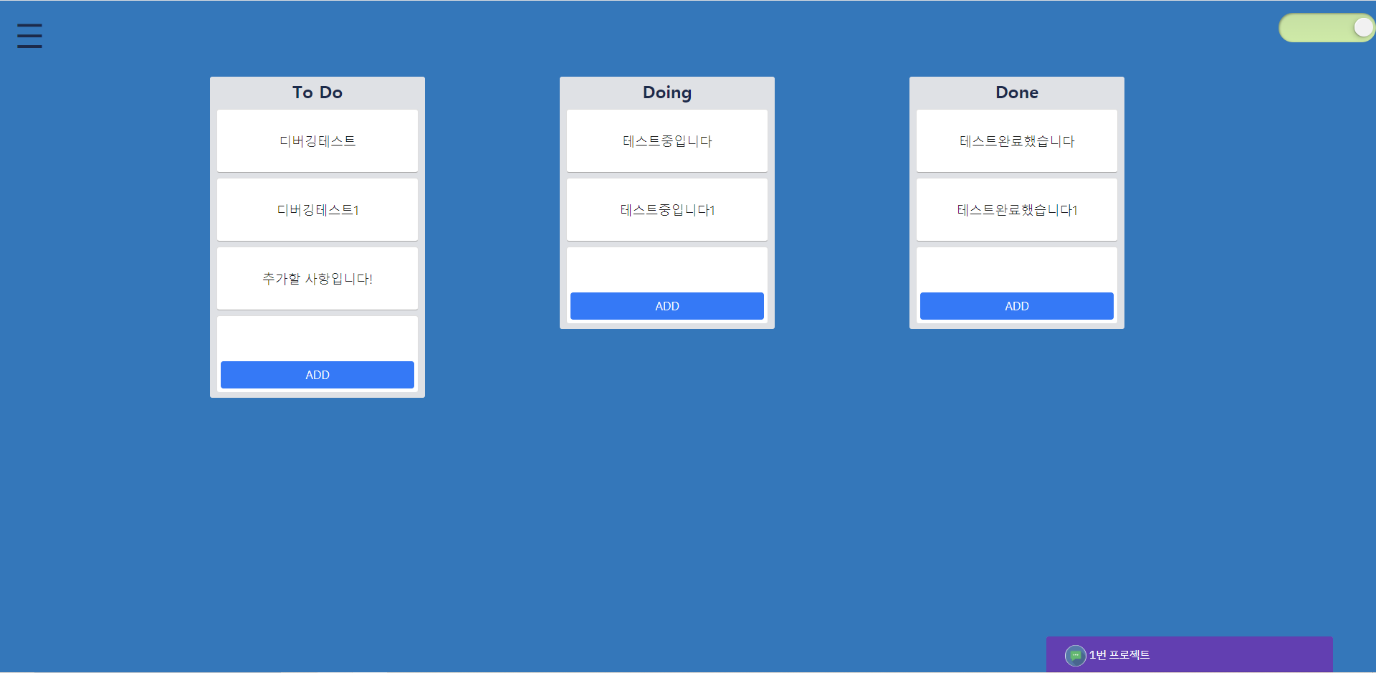 To Do
디버깅테스트
디버깅테스트1
추가할 사항입니다!
ADD
Doing
테스트중입니다
테스트중입니다1
ADD
Done
테스트완료했습니다
테스트완료했습니다1
ADD
1번 프로젝트